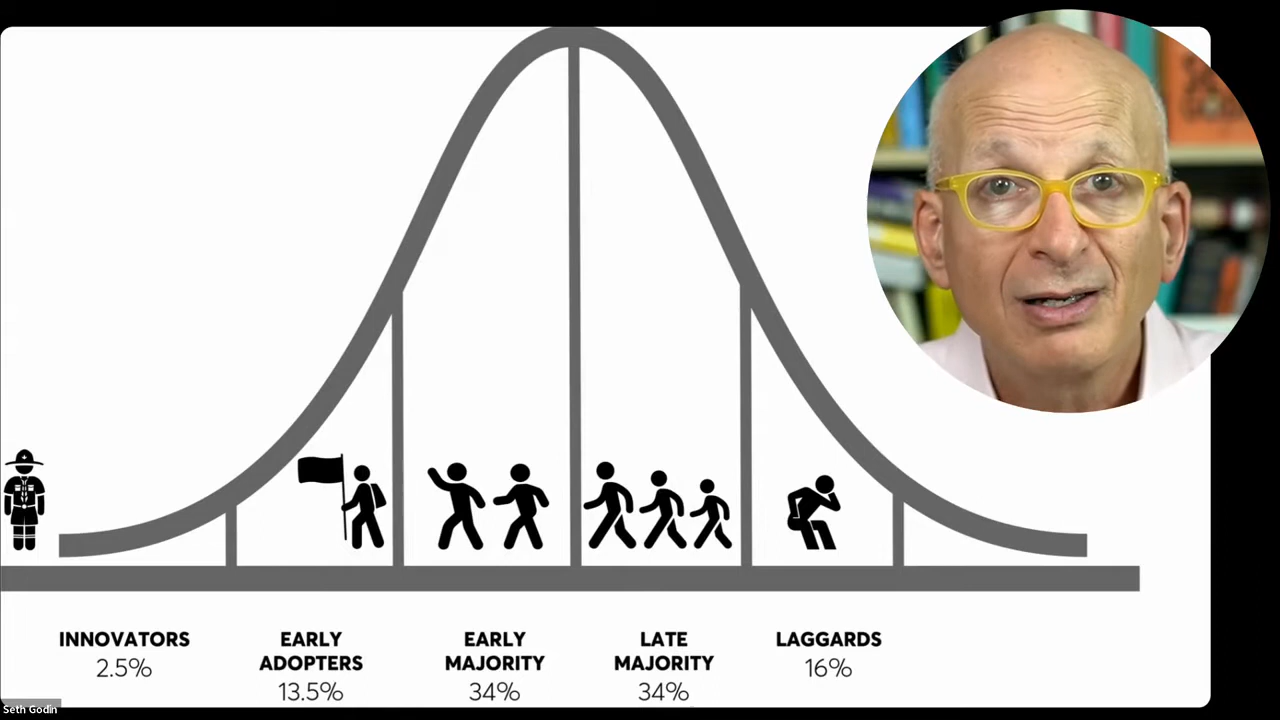 INNOVATORS
2.5%
EARLY
ADOPTERS
13.5%
EARLY
MAJORITY
34%
LATE
MAJORITY
34%
LAGGARDS
16%
Seth Godin